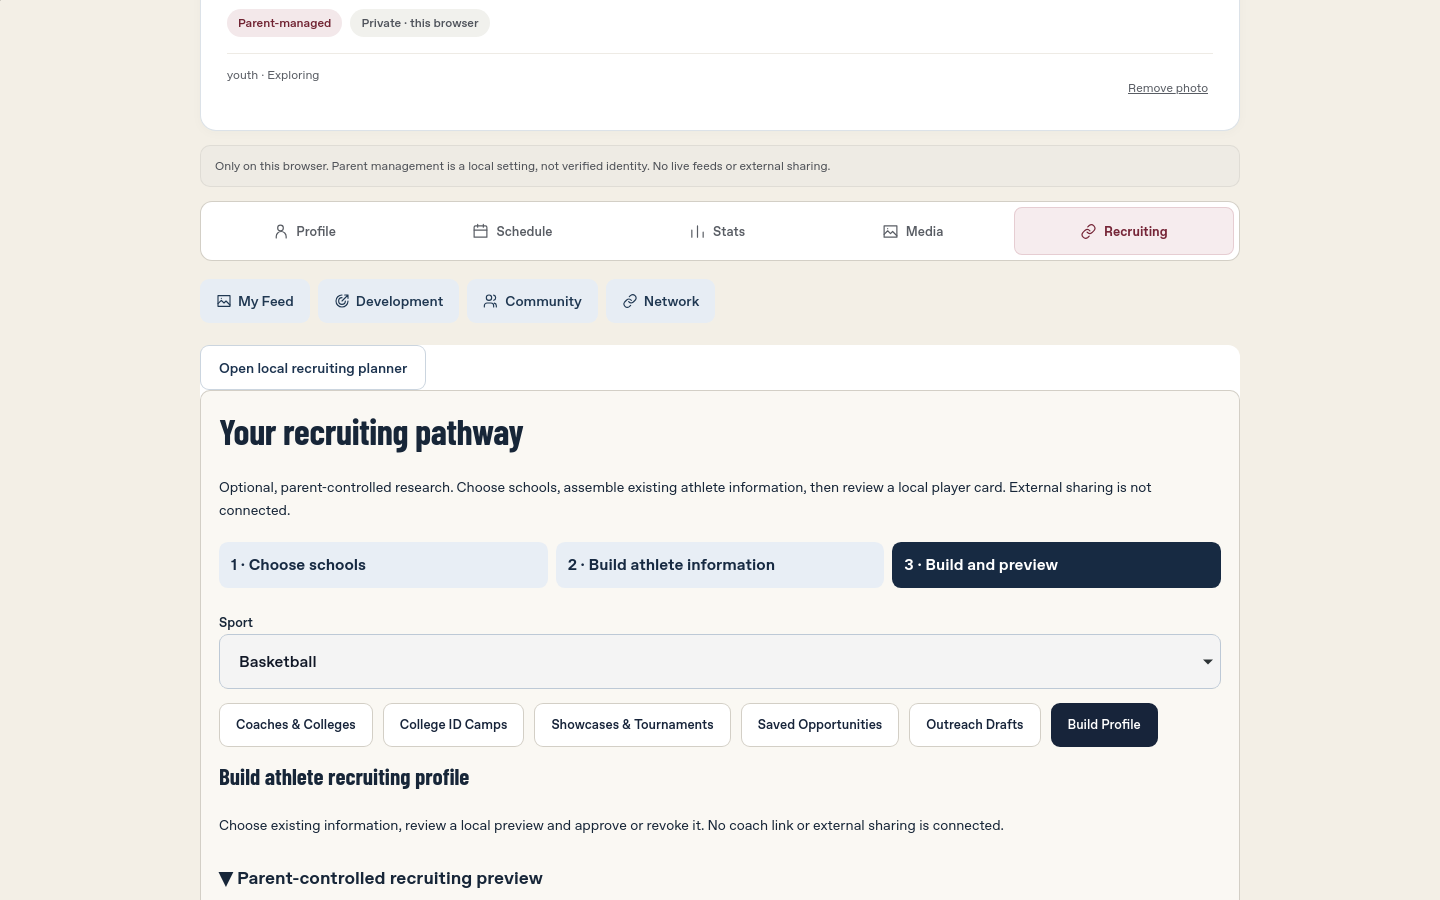 Parent-managed
Private · this browser
youth · Exploring
Remove photo
Only on this browser. Parent management is a local setting, not verified identity. No live feeds or external sharing.
Profile
Schedule
Stats
Media
Recruiting
My Feed
Development
Community
Network
Open local recruiting planner
Your recruiting pathway
Optional, parent-controlled research. Choose schools, assemble existing athlete information, then review a local player card. External sharing is not
connected.
1 · Choose schools
2 · Build athlete information
3 · Build and preview
Sport
Basketball
Coaches & Colleges
College ID Camps
Showcases & Tournaments
Saved Opportunities
Outreach Drafts
Build Profile
Build athlete recruiting profile
Choose existing information, review a local preview and approve or revoke it. No coach link or external sharing is connected.
▼ Parent-controlled recruiting preview